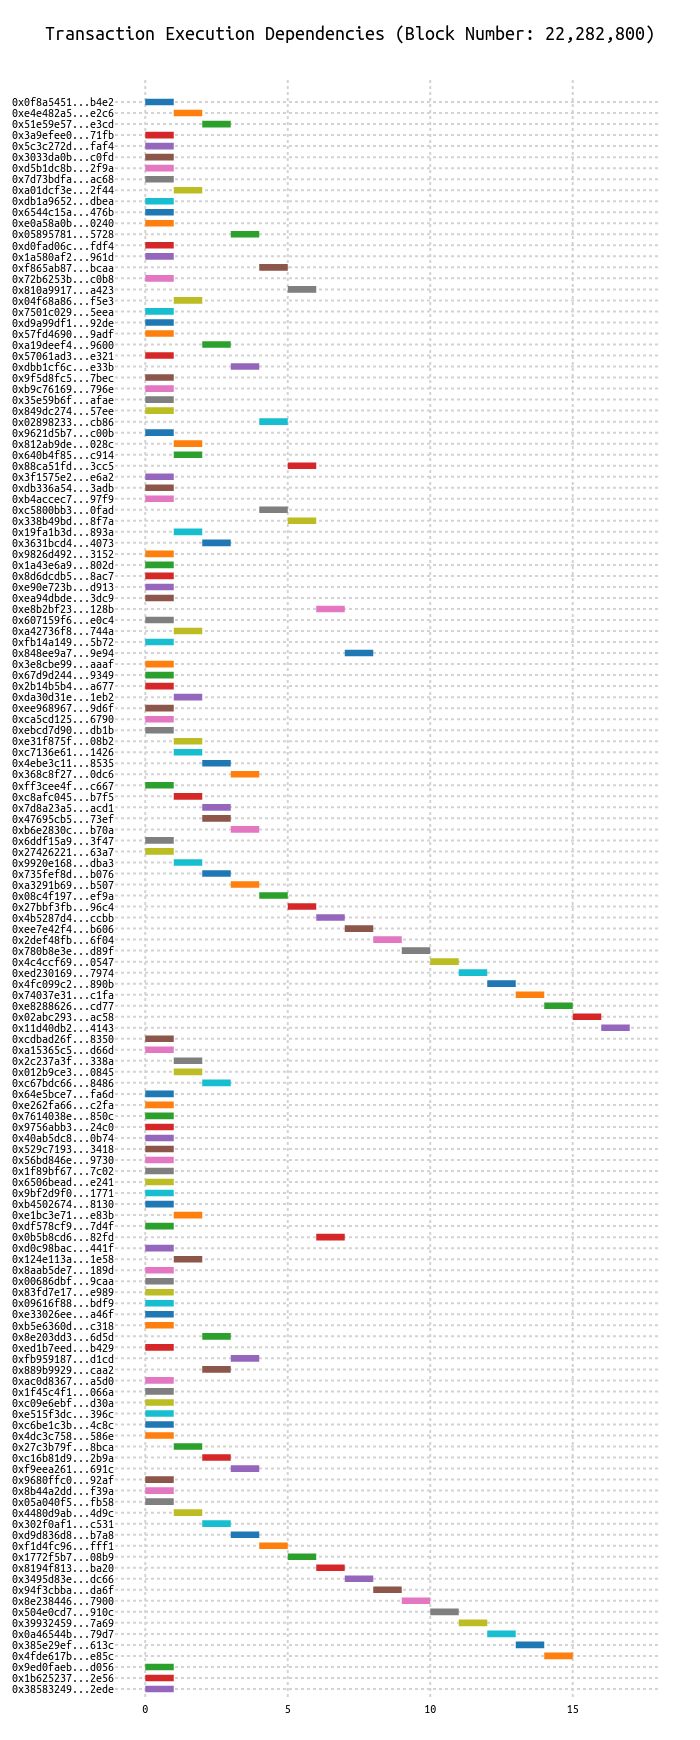 Transaction Execution Dependencies (Block Number: 22,282,800)
0x0f8a5451...b4e2
0xe4e482a5...e2c6
0x51e59e57...e3cd
0x3a9efee0...71fb
0x5c3c272d...faf4
0x3033da0b...c0fd
0xd5b1dc8b...2f9a
0x7d73bdfa...ac68
0xa01dcf3e...2f44
0xdb1a9652...dbea
0x6544c15a...476b
0xe0a58a0b...0240
0x05895781...5728
0xd0fad06c...fdf4
0x1a580af2...961d
0xf865ab87...bcaa
0x72b6253b...c0b8
0x810a9917...a423
0x04f68a86...f5e3
0x7501c029...5eea
0xd9a99df1...92de
0x57fd4690...9adf
0xa19deef4...9600
0x57061ad3...e321
0xdbb1cf6c...e33b
0x9f5d8fc5...7bec
0xb9c76169...796e
0x35e59b6f...afae
0x849dc274...57ee
0x02898233...cb86
0x9621d5b7...c00b
0x812ab9de...028c
0x640b4f85...c914
0x88ca51fd...3cc5
0x3f1575e2...e6a2
0xdb336a54...3adb
0xb4accec7...97f9
0xc5800bb3...0fad
0x338b49bd...8f7a
0x19fa1b3d...893a
0x3631bcd4...4073
0x9826d492...3152
0x1a43e6a9...802d
0x8d6dcdb5...8ac7
0xe90e723b...d913
0xea94dbde...3dc9
0xe8b2bf23...128b
0x607159f6...e0c4
0xa42736f8...744a
0xfb14a149...5b72
0x848ee9a7...9e94
0x3e8cbe99...aaaf
0x67d9d244...9349
0x2b14b5b4...a677
0xda30d31e...1eb2
0xee968967...9d6f
0xca5cd125...6790
0xebcd7d90...db1b
0xe31f875f...08b2
0xc7136e61...1426
0x4ebe3c11...8535
0x368c8f27...0dc6
0xff3cee4f...c667
0xc8afc045...b7f5
0x7d8a23a5...acd1
0x47695cb5...73ef
0xb6e2830c...b70a
0x6ddf15a9...3f47
0x27426221...63a7
0x9920e168...dba3
0x735fef8d...b076
0xa3291b69...b507
0x08c4f197...ef9a
0x27bbf3fb...96c4
0x4b5287d4...ccbb
0xee7e42f4...b606
0x2def48fb...6f04
0x780b8e3e...d89f
0x4c4ccf69...0547
0xed230169...7974
0x4fc099c2...890b
0x74037e31...c1fa
0xe8288626...cd77
0x02abc293...ac58
0x11d40db2...4143
0xcdbad26f...8350
0xa15365c5...d66d
0x2c237a3f...338a
0x012b9ce3...0845
0xc67bdc66...8486
0x64e5bce7...fa6d
0xe262fa66...c2fa
0x7614038e...850c
0x9756abb3...24c0
0x40ab5dc8...0b74
0x529c7193...3418
0x56bd846e...9730
0x1f89bf67...7c02
0x6506bead...e241
0x9bf2d9f0...1771
0xb4502674...8130
0xe1bc3e71...e83b
0xdf578cf9...7d4f
0x0b5b8cd6...82fd
0xd0c98bac...441f
0x124e113a...1e58
0x8aab5de7...189d
0x00686dbf...9caa
0x83fd7e17...e989
0x09616f88...bdf9
0xe33026ee...a46f
0xb5e6360d...c318
0x8e203dd3...6d5d
0xed1b7eed...b429
0xfb959187...d1cd
0x889b9929...caa2
0xac0d8367...a5d0
0x1f45c4f1...066a
0xc09e6ebf...d30a
0xe515f3dc...396c
0xc6be1c3b...4c8c
0x4dc3c758...586e
0x27c3b79f...8bca
0xc16b81d9...2b9a
0xf9eea261...691c
0x9680ffc0...92af
0x8b44a2dd...f39a
0x05a040f5...fb58
0x4480d9ab...4d9c
0x302f0af1...c531
0xd9d836d8...b7a8
0xf1d4fc96...fff1
0x1772f5b7...08b9
0x8194f813...ba20
0x3495d83e...dc66
0x94f3cbba...da6f
0x8e238446...7900
0x504e0cd7...910c
0x39932459...7a69
0x0a46544b...79d7
0x385e29ef...613c
0x4fde617b...e85c
0x9ed0faeb...d056
0x1b625237...2e56
0x38583249...2ede
0 5 10 15